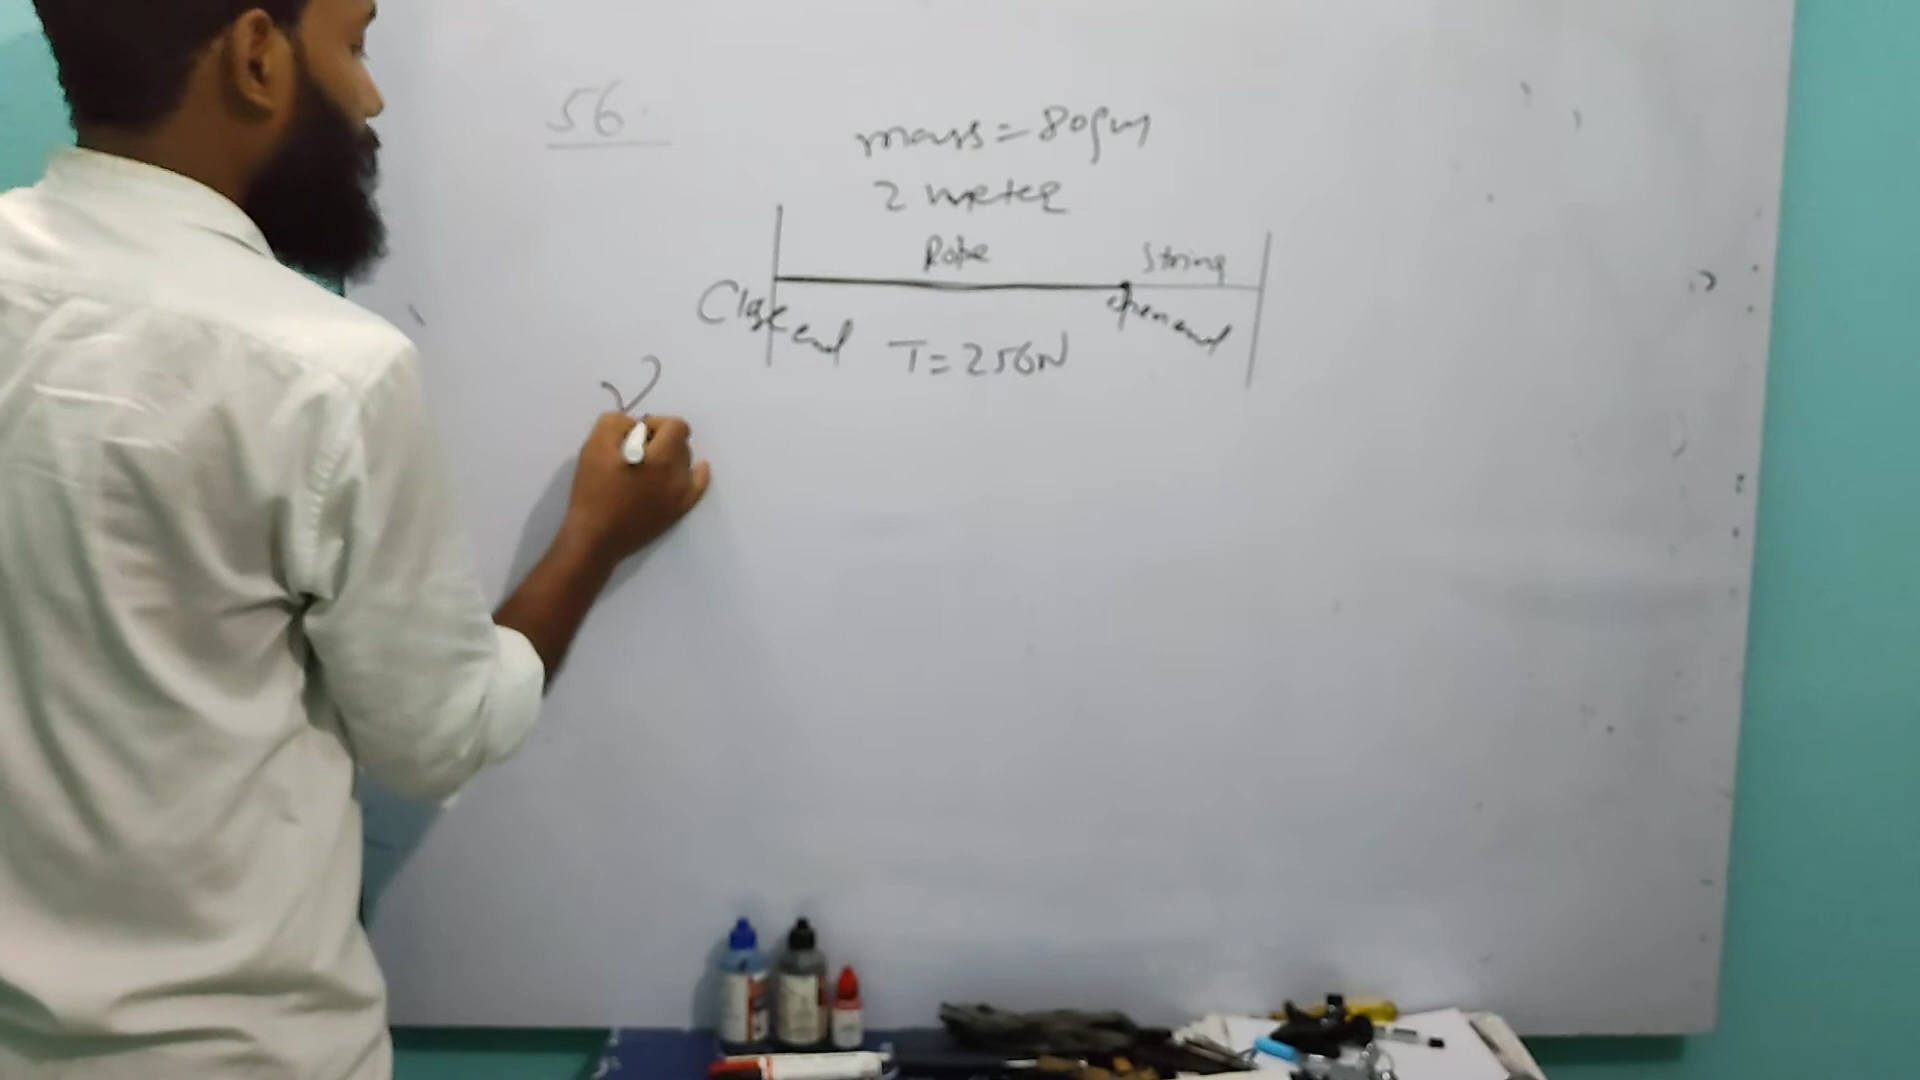 56.
mass = 80gm
2 meter
Rope
String
Close end
open end
T = 256N
V